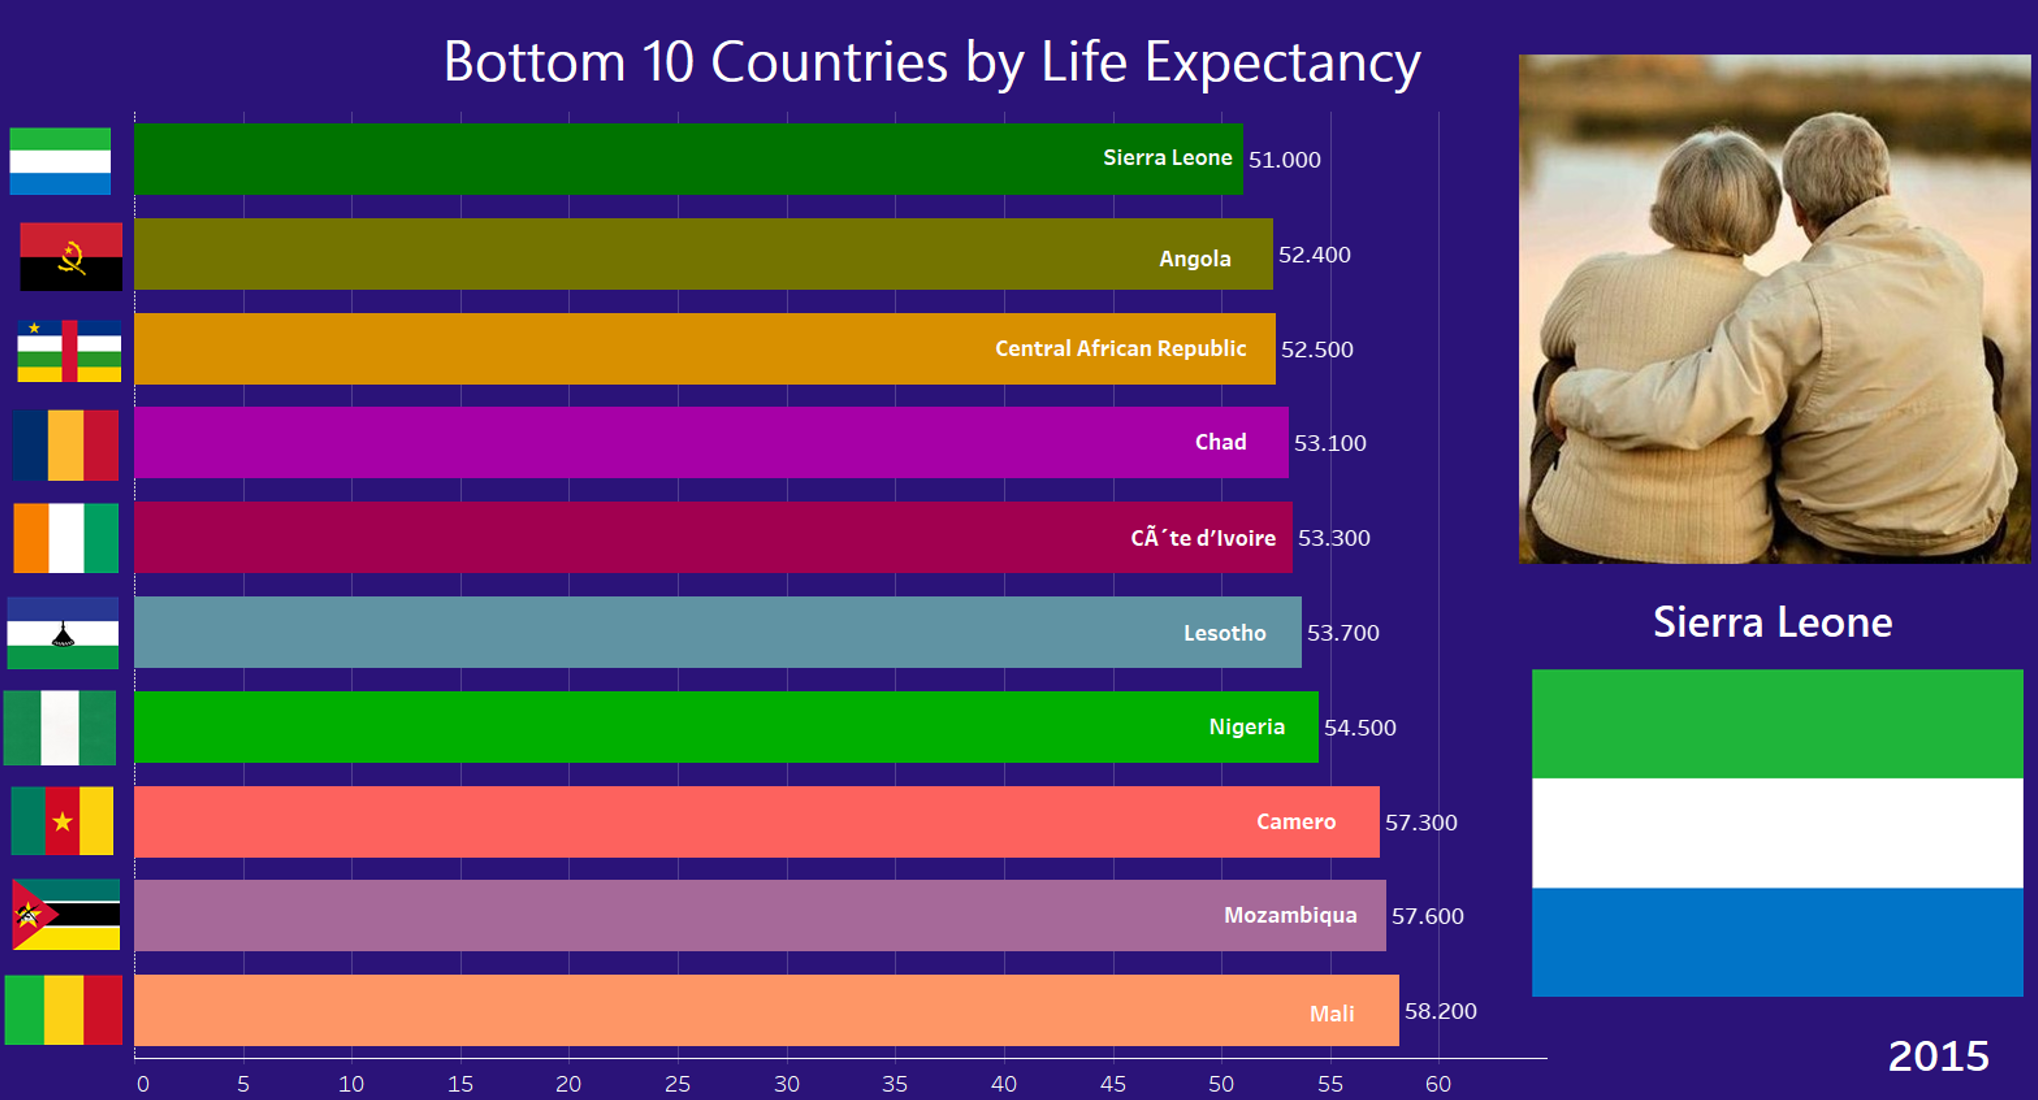 Bottom 10 Countries by Life Expectancy
Sierra Leone 51.000
Angola 52.400
Central African Republic 52.500
Chad 53.100
CÃ´te d’Ivoire 53.300
Lesotho 53.700
Nigeria 54.500
Camero 57.300
Mozambiqua 57.600
Mali 58.200
0 5 10 15 20 25 30 35 40 45 50 55 60
Sierra Leone
2015